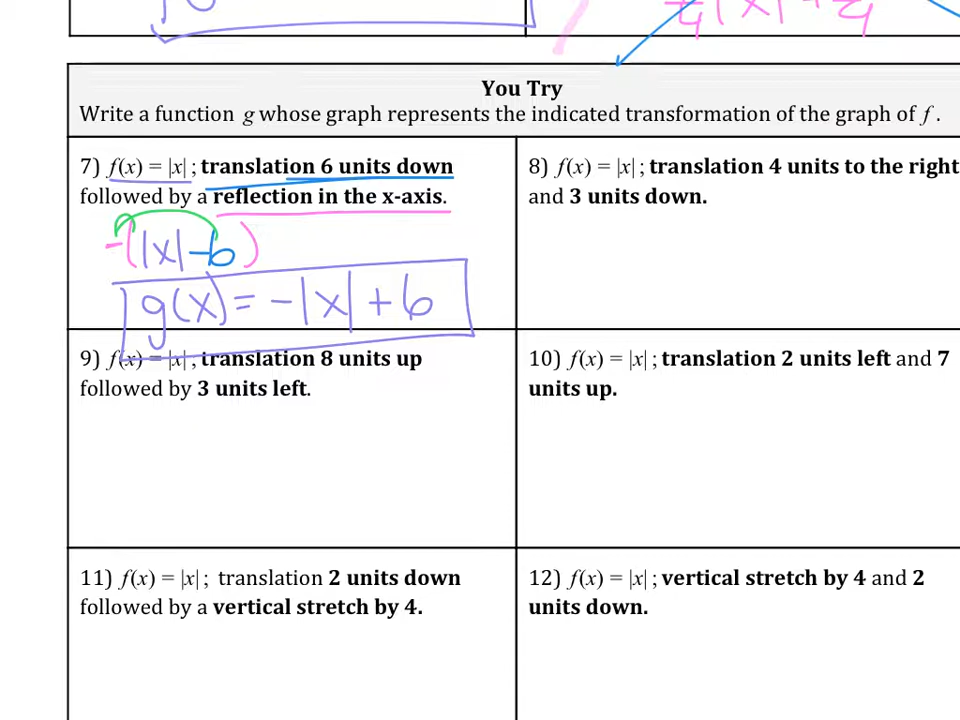 |x| +
4 4
You Try
Write a function g whose graph represents the indicated transformation of the graph of f .
7) f(x) = |x| ; translation 6 units down
followed by a reflection in the x-axis.
-(|x|-6)
g(x) = -|x| + 6
8) f(x) = |x| ; translation 4 units to the right
and 3 units down.
9) f(x) = |x| ; translation 8 units up
followed by 3 units left.
10) f(x) = |x| ; translation 2 units left and 7
units up.
11) f(x) = |x| ; translation 2 units down
followed by a vertical stretch by 4.
12) f(x) = |x| ; vertical stretch by 4 and 2
units down.